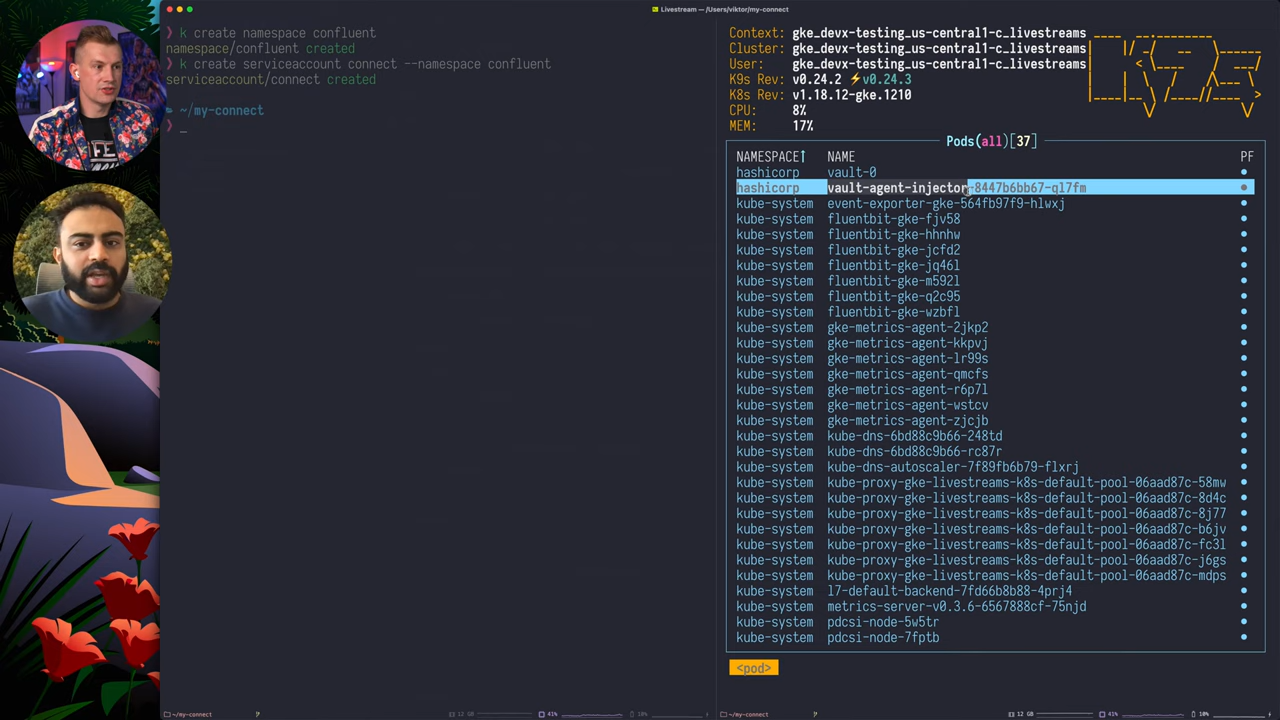 Livestream — /Users/viktor/my-connect
❯ k create namespace confluent
namespace/confluent created
❯ k create serviceaccount connect --namespace confluent
serviceaccount/connect created
~/my-connect
❯ _
Context: gke_devx-testing_us-central1-c_livestreams
Cluster: gke_devx-testing_us-central1-c_livestreams
User: gke_devx-testing_us-central1-c_livestreams
K9s Rev: v0.24.2 ⚡v0.24.3
K8s Rev: v1.18.12-gke.1210
CPU: 8%
MEM: 17%
Pods(all)[37]
NAMESPACE↑ NAME PF
hashicorp vault-0 ●
hashicorp vault-agent-injector-8447b6bb67-ql7fm ●
kube-system event-exporter-gke-564fb97f9-hlwxj ●
kube-system fluentbit-gke-fjv58 ●
kube-system fluentbit-gke-hhnhw ●
kube-system fluentbit-gke-jcfd2 ●
kube-system fluentbit-gke-jq46l ●
kube-system fluentbit-gke-m592l ●
kube-system fluentbit-gke-q2c95 ●
kube-system fluentbit-gke-wzbfl ●
kube-system gke-metrics-agent-2jkp2 ●
kube-system gke-metrics-agent-kkpvj ●
kube-system gke-metrics-agent-lr99s ●
kube-system gke-metrics-agent-qmcfs ●
kube-system gke-metrics-agent-r6p7l ●
kube-system gke-metrics-agent-wstcv ●
kube-system gke-metrics-agent-zjcjb ●
kube-system kube-dns-6bd88c9b66-248td ●
kube-system kube-dns-6bd88c9b66-rc87r ●
kube-system kube-dns-autoscaler-7f89fb6b79-flxrj ●
kube-system kube-proxy-gke-livestreams-k8s-default-pool-06aad87c-58mw ●
kube-system kube-proxy-gke-livestreams-k8s-default-pool-06aad87c-8d4c ●
kube-system kube-proxy-gke-livestreams-k8s-default-pool-06aad87c-8j77 ●
kube-system kube-proxy-gke-livestreams-k8s-default-pool-06aad87c-b6jv ●
kube-system kube-proxy-gke-livestreams-k8s-default-pool-06aad87c-fc3l ●
kube-system kube-proxy-gke-livestreams-k8s-default-pool-06aad87c-j6gs ●
kube-system kube-proxy-gke-livestreams-k8s-default-pool-06aad87c-mdps ●
kube-system l7-default-backend-7fd66b8b88-4prj4 ●
kube-system metrics-server-v0.3.6-6567888cf-75njd ●
kube-system pdcsi-node-5w5tr ●
kube-system pdcsi-node-7fptb ●
<pod>
~/my-connect 12 GB 41% 10%
~/my-connect 12 GB 41% 10%